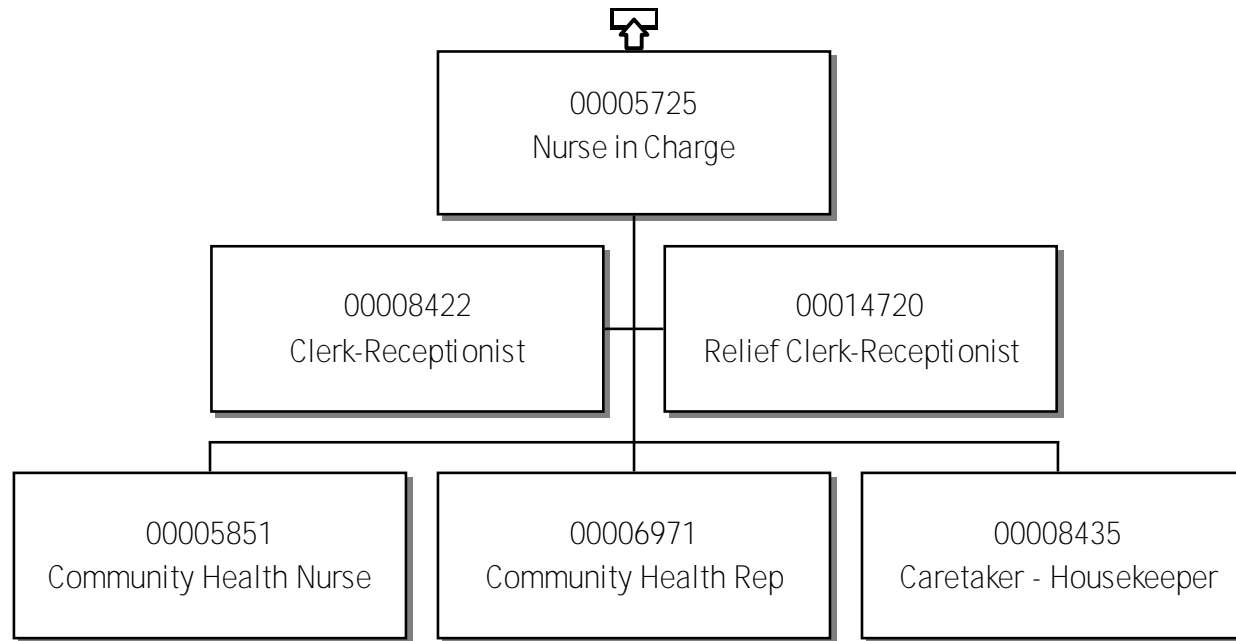 00005725
Nurse in Charge
00008422
Clerk-Receptionist
00014720
Relief Clerk-Receptionist
00005851
Community Health Nurse
00006971
Community Health Rep
00008435
Caretaker - Housekeeper